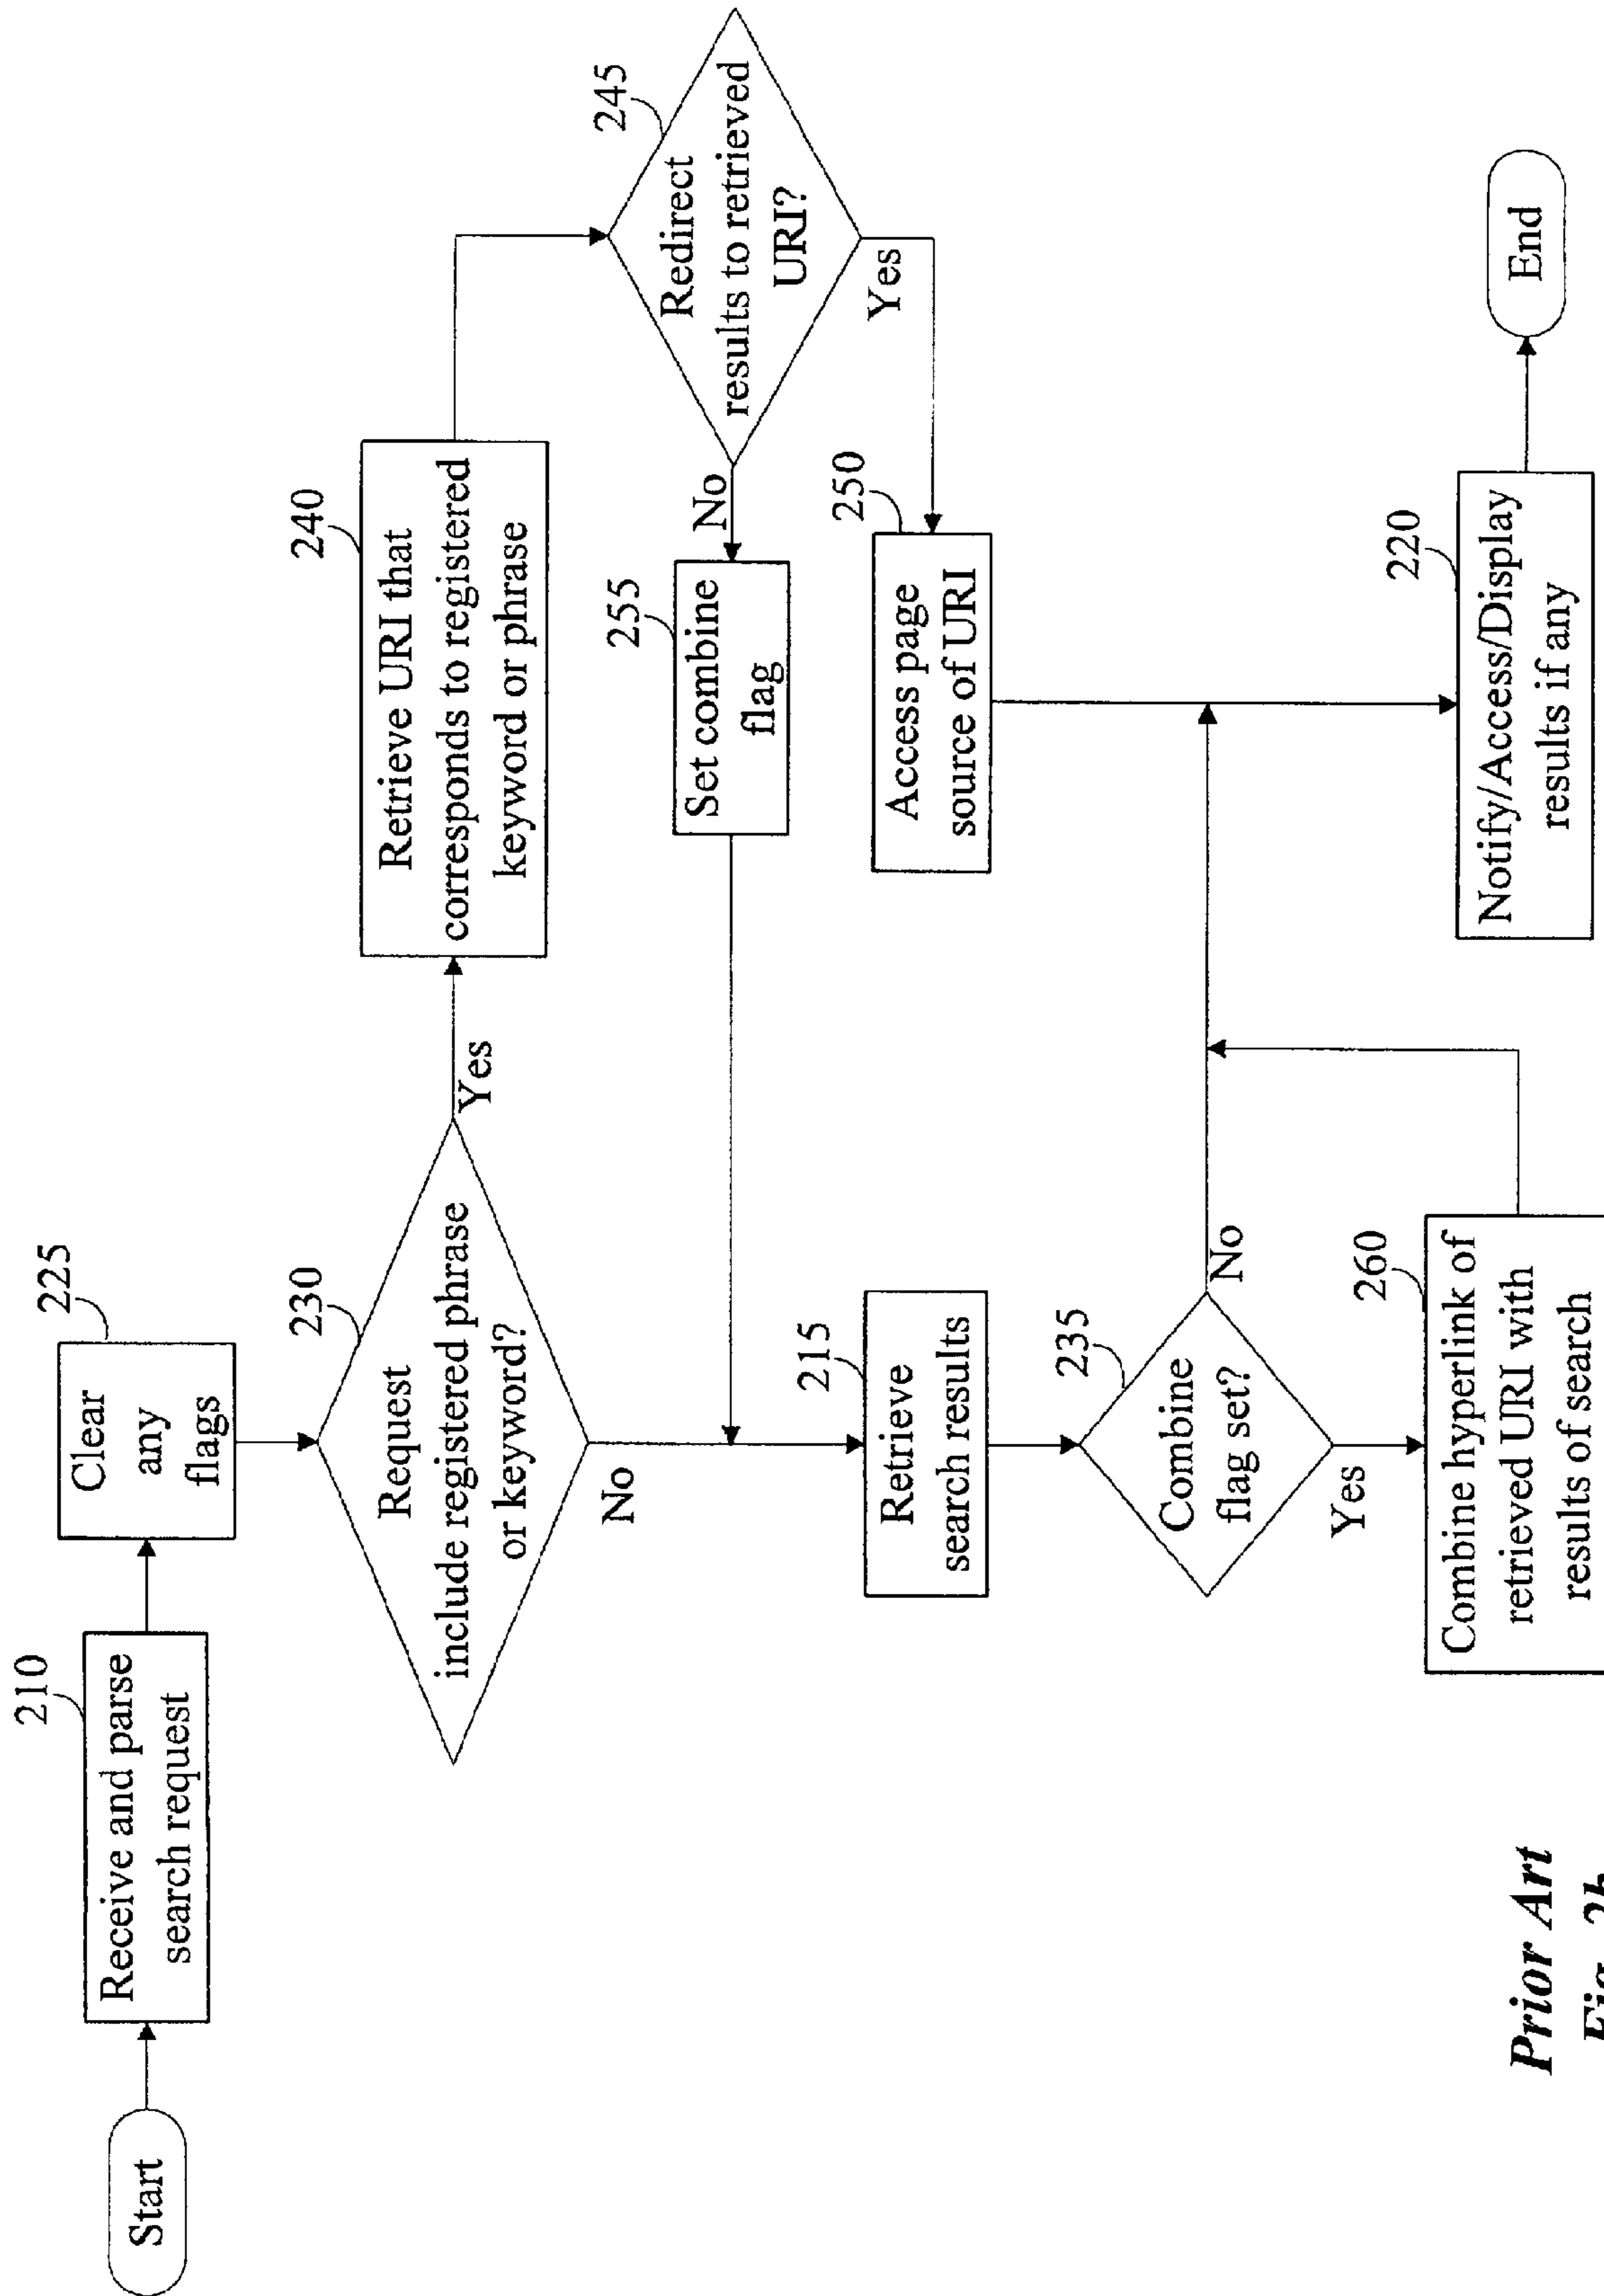 Start
210
Receive and parse
search request
225
Clear
any
flags
230
Request
include registered phrase
or keyword?
Yes
No
240
Retrieve URI that
corresponds to registered
keyword or phrase
245
Redirect
results to retrieved
URI?
No
Yes
255
Set combine
flag
250
Access page
source of URI
215
Retrieve
search results
235
Combine
flag set?
No
Yes
260
Combine hyperlink of
retrieved URI with
results of search
220
Notify/Access/Display
results if any
End
Prior Art
Fig. 2b